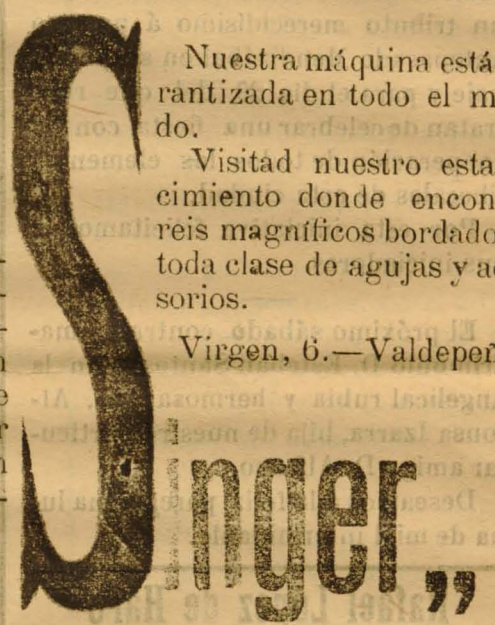 Nuestra máquina está
rantizada en todo el m
do.
Visitad nuestro esta
cimiento donde encon
reis magníficos bordado
toda clase de agujas y ac
sorios.
Virgen, 6.—Valdepeñ
Singer„